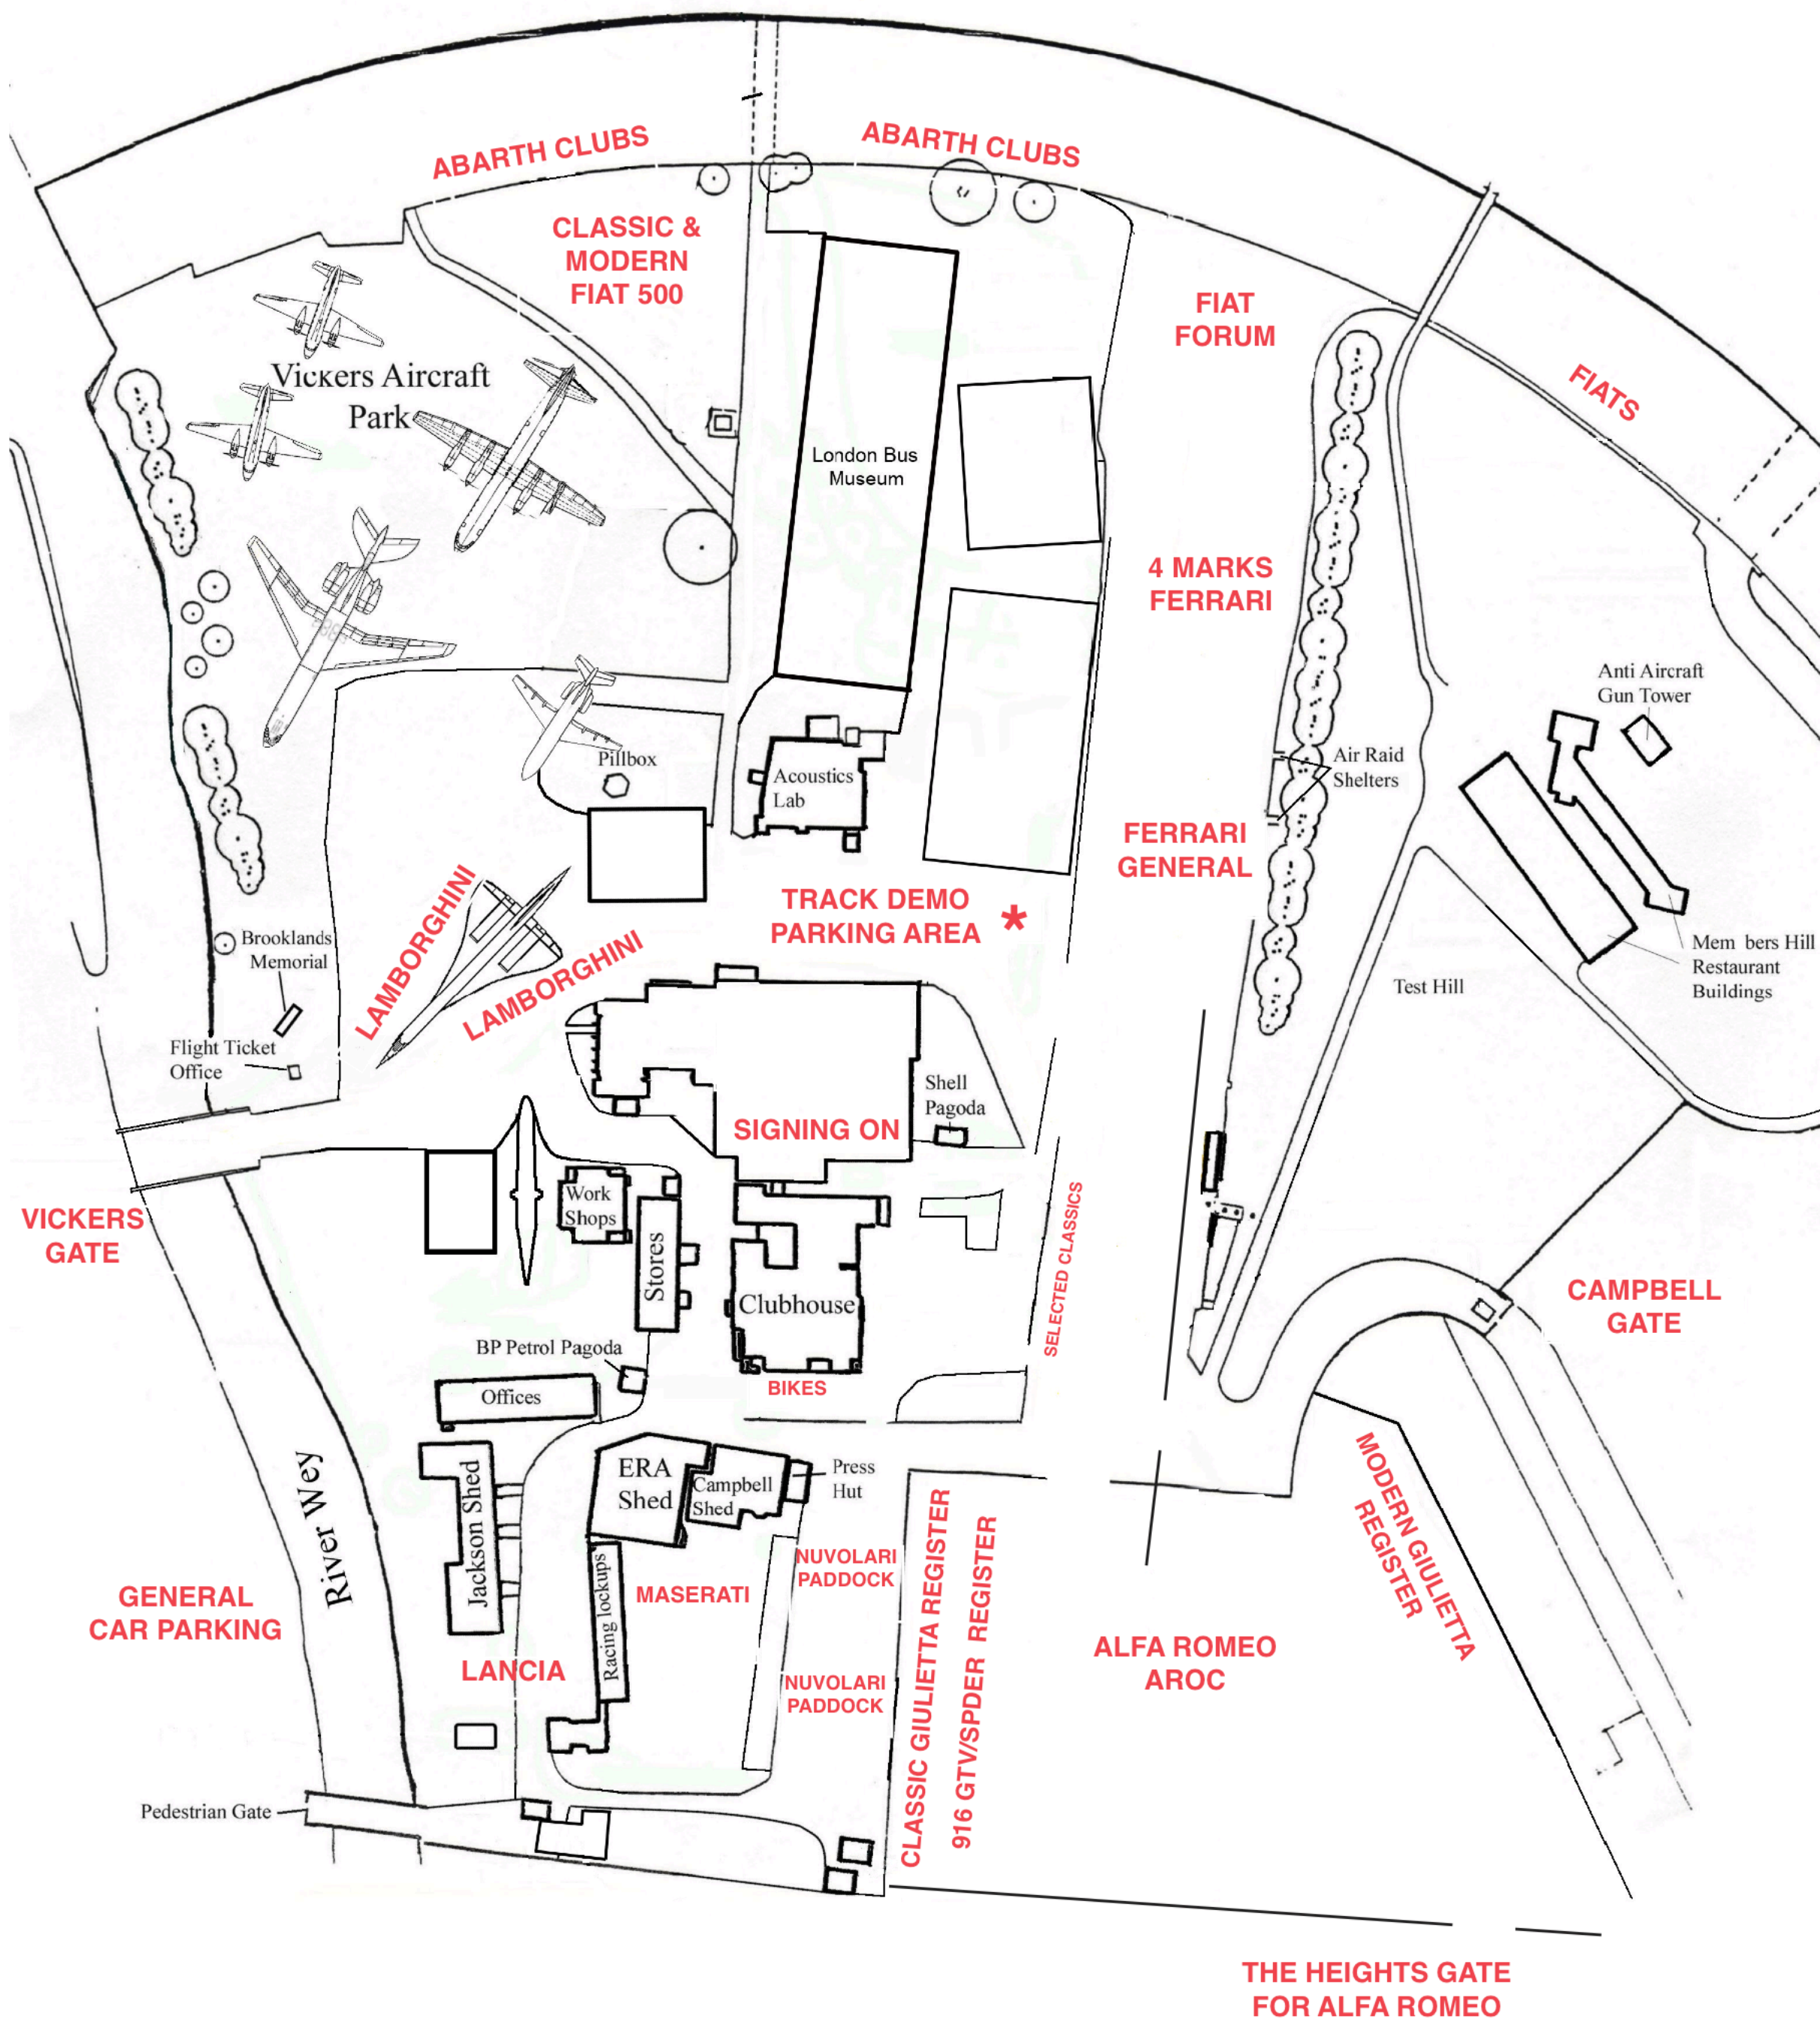 ABARTH CLUBS
ABARTH CLUBS
CLASSIC &
MODERN
FIAT 500
FIAT
FORUM
FIATS
Vickers Aircraft
Park
London Bus
Museum
4 MARKS
FERRARI
Anti Aircraft
Gun Tower
Pillbox
Acoustics
Lab
Air Raid
Shelters
FERRARI
GENERAL
LAMBORGHINI
LAMBORGHINI
TRACK DEMO
PARKING AREA *
Brooklands
Memorial
Mem bers Hill
Restaurant
Buildings
Test Hill
Flight Ticket
Office
Shell
Pagoda
SIGNING ON
Work
Shops
Stores
VICKERS
GATE
SELECTED CLASSICS
Clubhouse
CAMPBELL
GATE
BP Petrol Pagoda
Offices
BIKES
River Wey
Jackson Shed
ERA
Shed
Campbell
Shed
Press
Hut
MODERN GIULIETTA
REGISTER
NUVOLARI
PADDOCK
GENERAL
CAR PARKING
Racing lockups
MASERATI
LANCIA
NUVOLARI
PADDOCK
CLASSIC GIULIETTA REGISTER
916 GTV/SPDER REGISTER
ALFA ROMEO
AROC
Pedestrian Gate
THE HEIGHTS GATE
FOR ALFA ROMEO